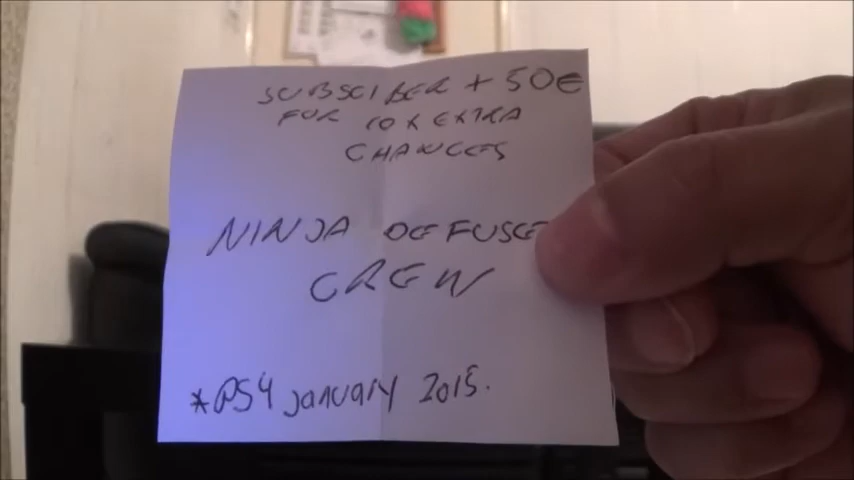 SUBSCIBER + 50€
FOR 10X EXTRA
CHANCES
NINJA DEFUSE
CREW
*PS4 january 2015.